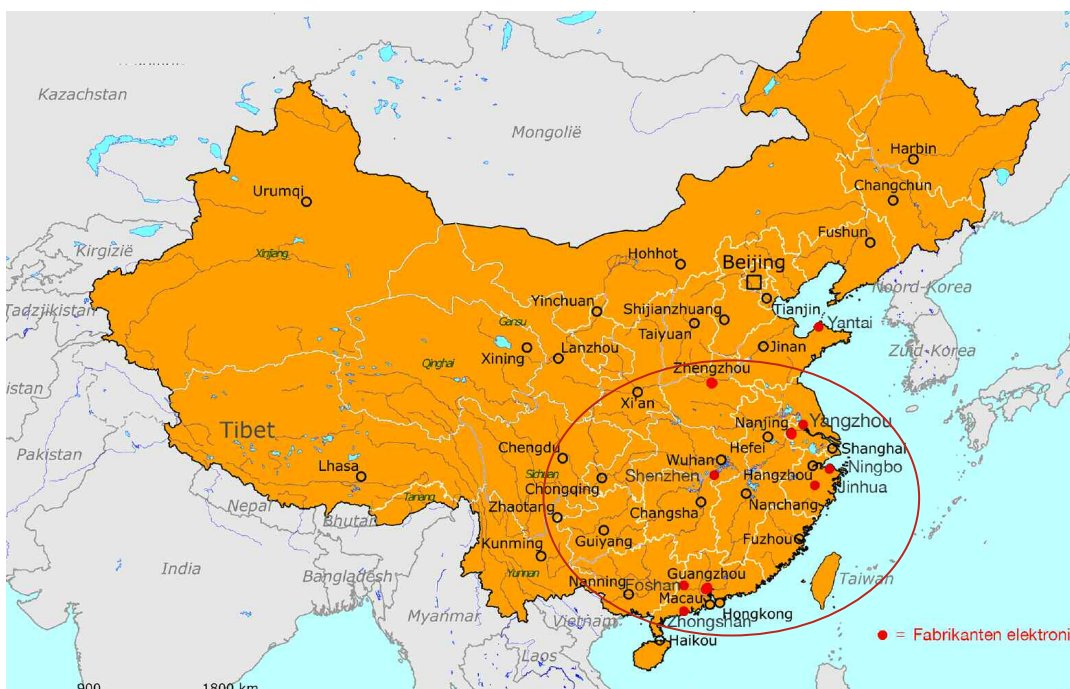 Kazachstan
Mongolië
Harbin
Urumqi
Changchun
Fushun
Kirgizië
Xinjiang
Hohhot
Beijing
Noord-Korea
Tadzjikistan
Yinchuan
Shijianzhuang
Tianjin
Gansu
Taiyuan
Yantai
Xining
Lanzhou
Jinan
Zuid-Korea
Qinghai
Zhengzhou
istan
Xi'an
Tibet
Nanjing
Yangzhou
Pakistan
Chengdu
Hefei
Shanghai
Lhasa
Wuhan
Sichuan
Shenzhen
Hangzhou
Ningbo
Chongqing
Jinhua
Tanang
Nepal
Zhaotang
Changsha
Nanchang
Bhutan
Kunming
Guiyang
Fuzhou
India
Bangladesh
Yunnan
Nanning
Foshan
Guangzhou
Taiwan
Macau
Myanmar
Vietnam
Zhongshan
Hongkong
Haikou
= Fabrikanten elektroni
Laos
900
1800 km